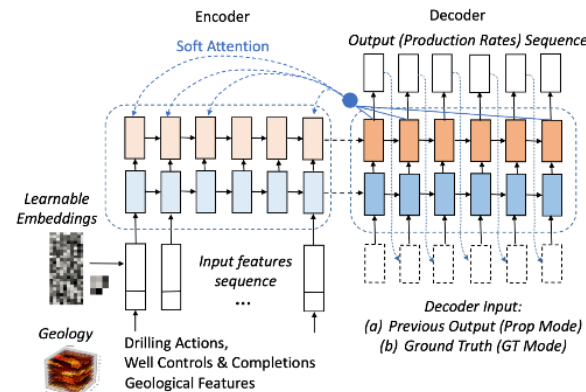 Encoder
Decoder
Soft Attention
Output (Production Rates) Sequence
Learnable
Embeddings
Input features
sequence
...
Geology
Drilling Actions,
Well Controls & Completions
Geological Features
Decoder Input:
(a) Previous Output (Prop Mode)
(b) Ground Truth (GT Mode)